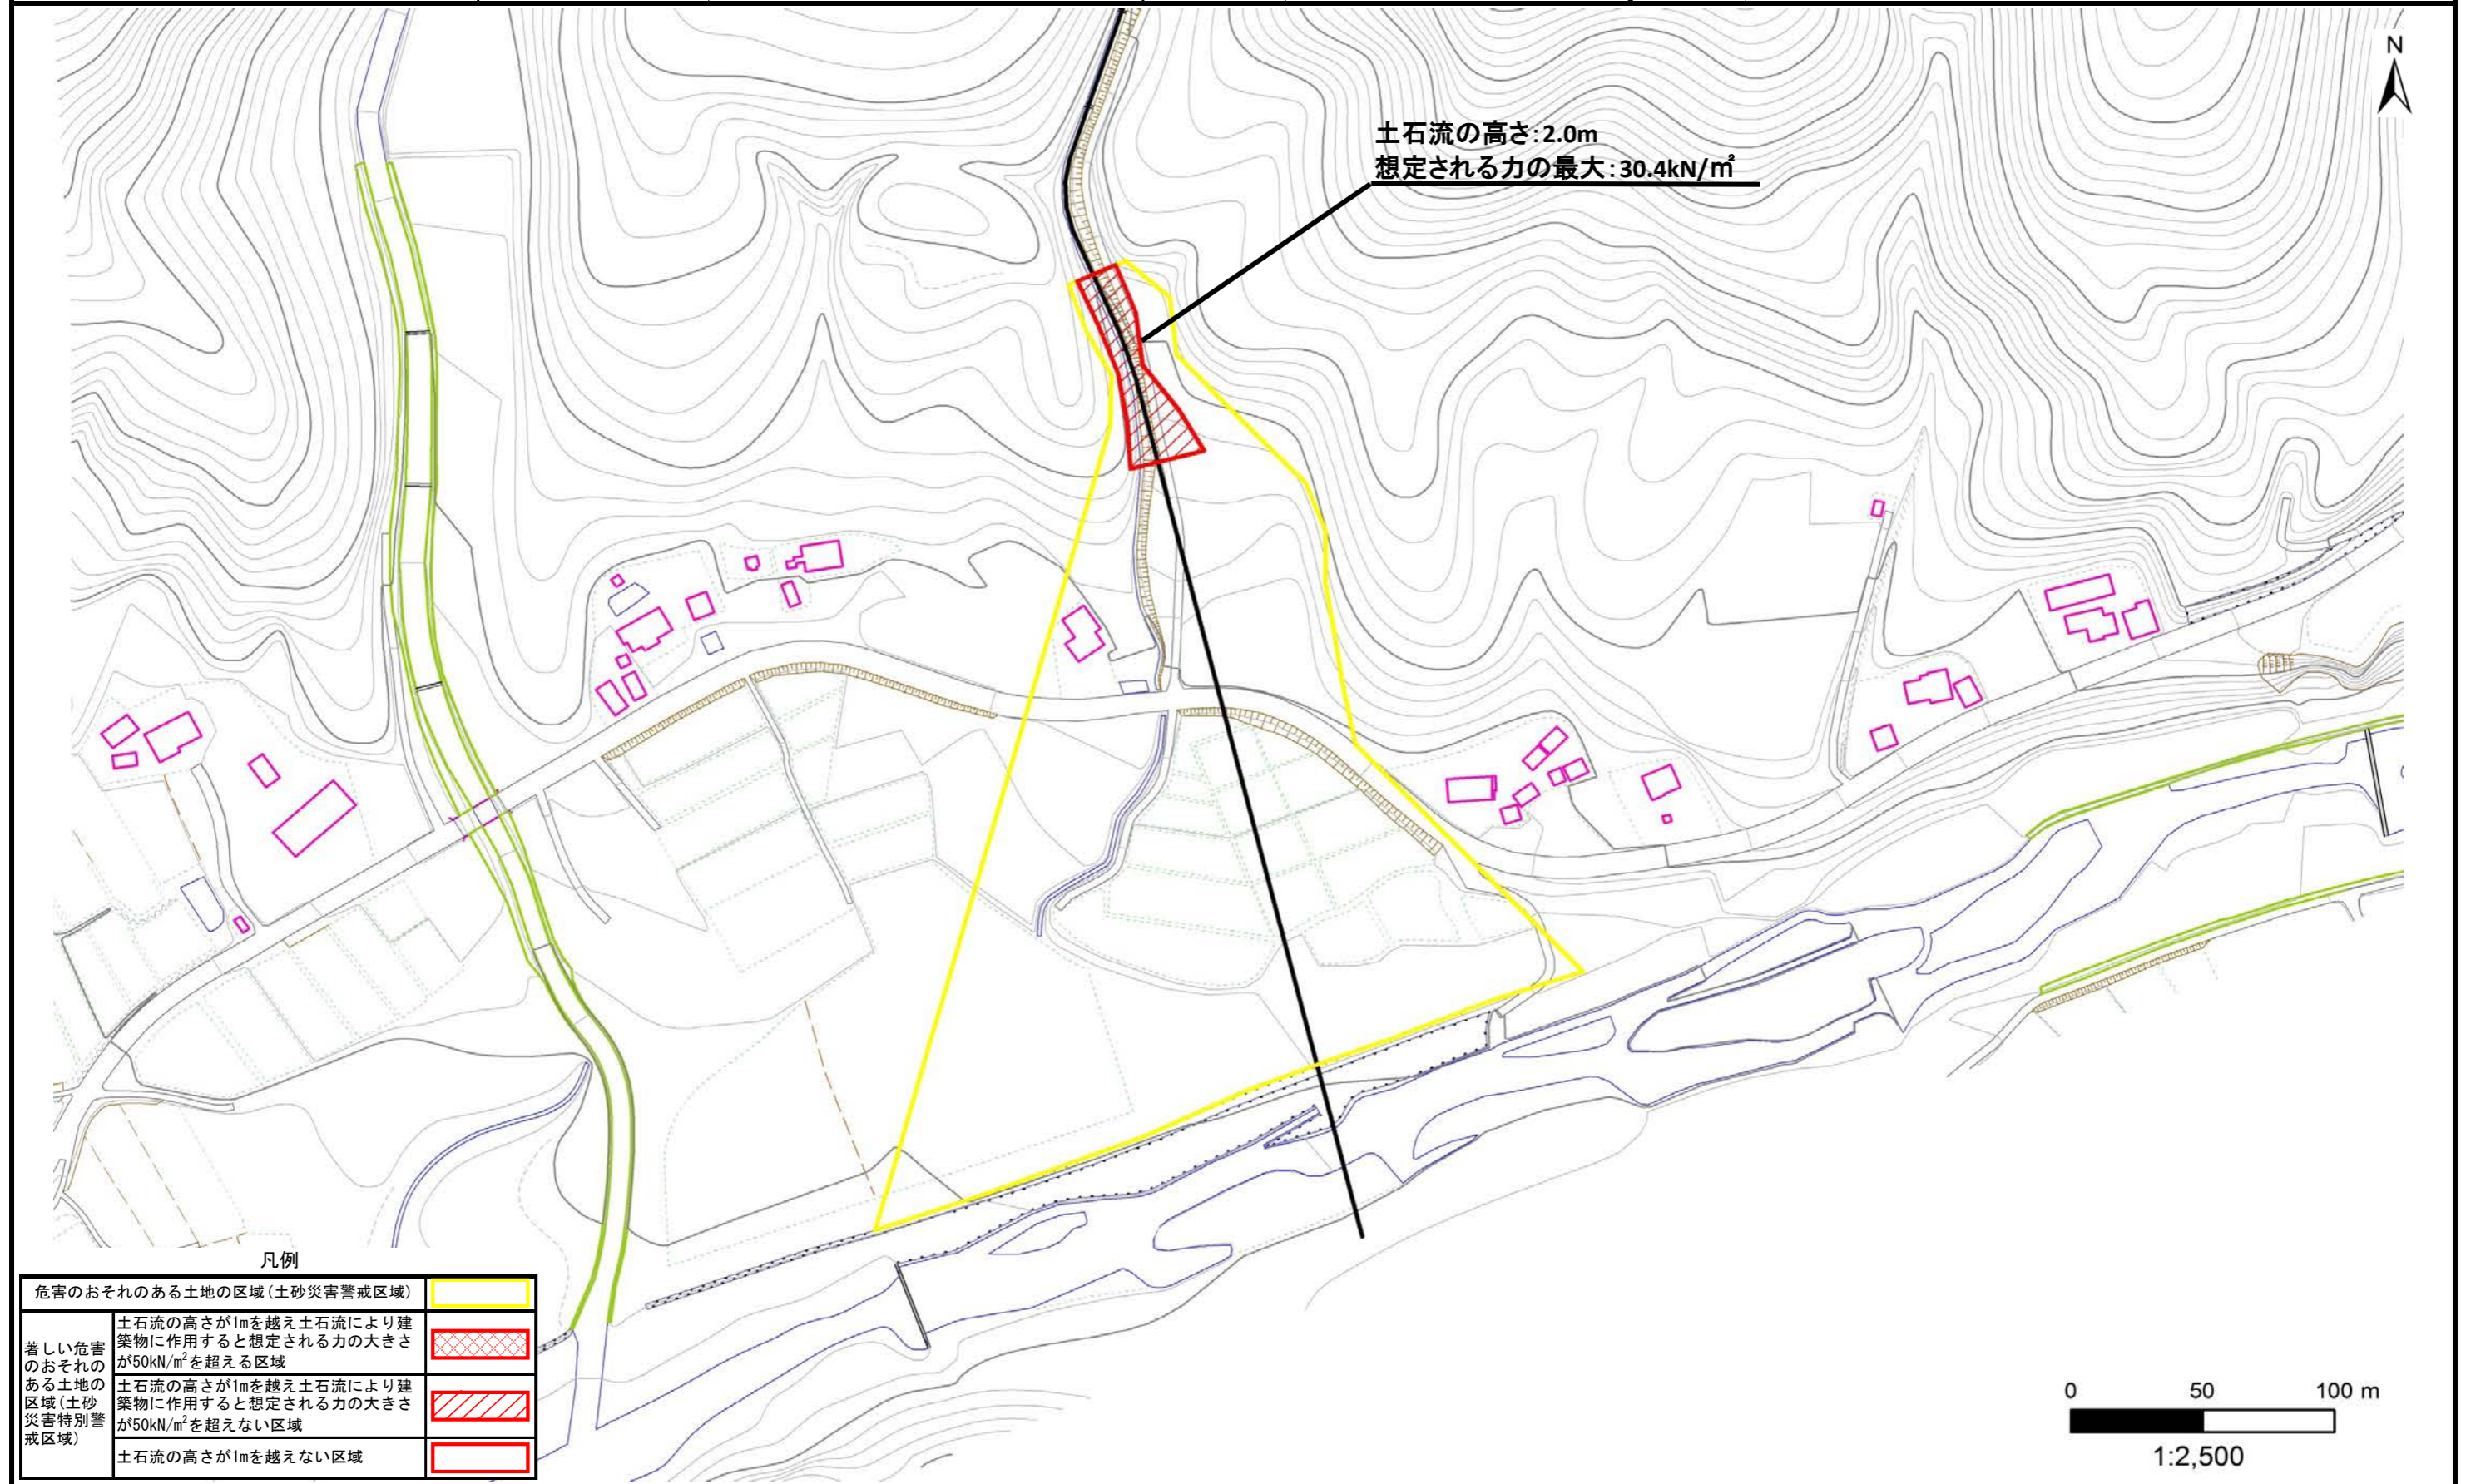 N
土石流の高さ:2.0m
想定される力の最大:30.4kN/㎡
凡例
危害のおそれのある土地の区域(土砂災害警戒区域)
著しい危害
のおそれの
ある土地の
区域(土砂
災害特別警
戒区域)
土石流の高さが1mを越え土石流により建
築物に作用すると想定される力の大きさ
が50kN/m²を超える区域
土石流の高さが1mを越え土石流により建
築物に作用すると想定される力の大きさ
が50kN/m²を超えない区域
土石流の高さが1mを越えない区域
0 50 100 m
1:2,500